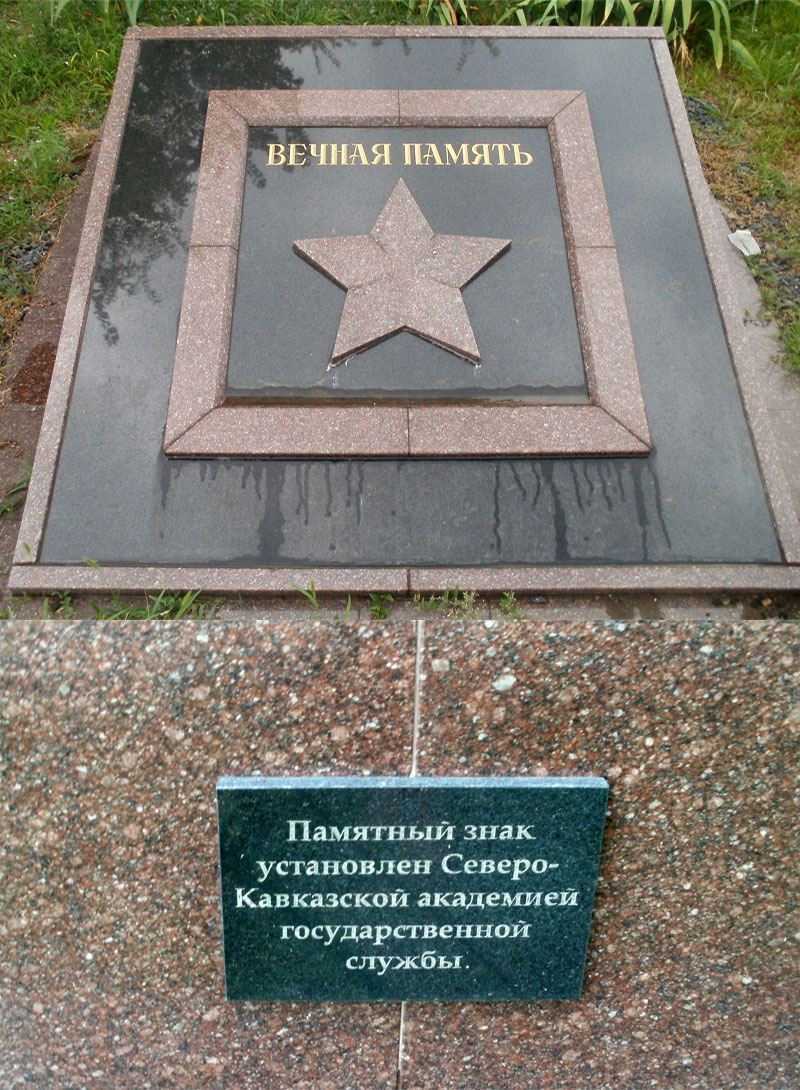 ВЕЧНАЯ ПАМЯТЬ
Памятный знак
установлен Северо-
Кавказской академией
государственной
службы.